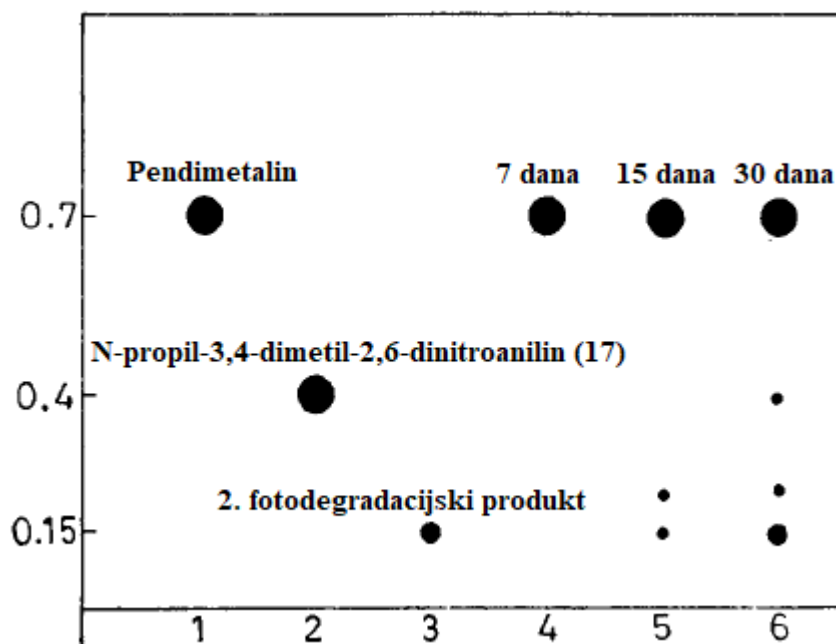 Pendimetalin
7 dana
15 dana
30 dana
0.7
N-propil-3,4-dimetil-2,6-dinitroanilin (17)
0.4
2. fotodegradacijski produkt
0.15
1 2 3 4 5 6